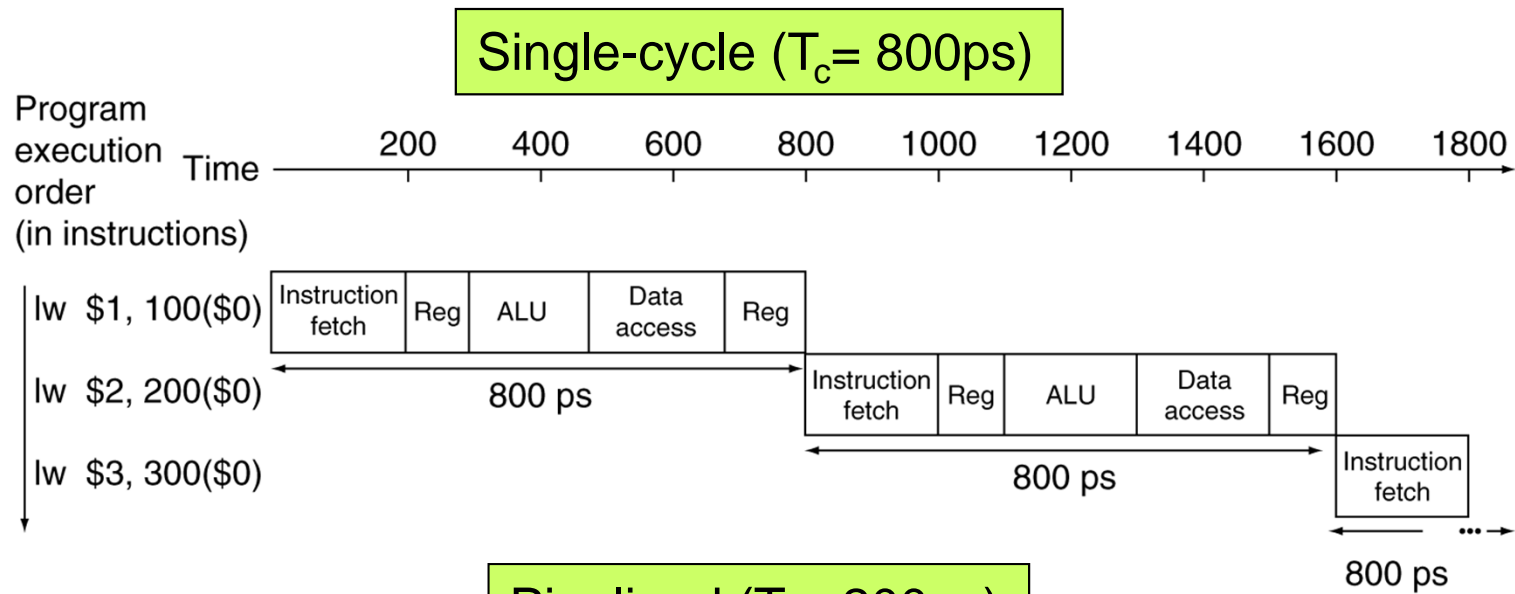 Single-cycle (Tc= 800ps)
Program
execution
order
(in instructions)
Time
200 400 600 800 1000 1200 1400 1600 1800
lw $1, 100($0)
Instruction
fetch
Reg
ALU
Data
access
Reg
800 ps
lw $2, 200($0)
Instruction
fetch
Reg
ALU
Data
access
Reg
800 ps
lw $3, 300($0)
Instruction
fetch
...
800 ps